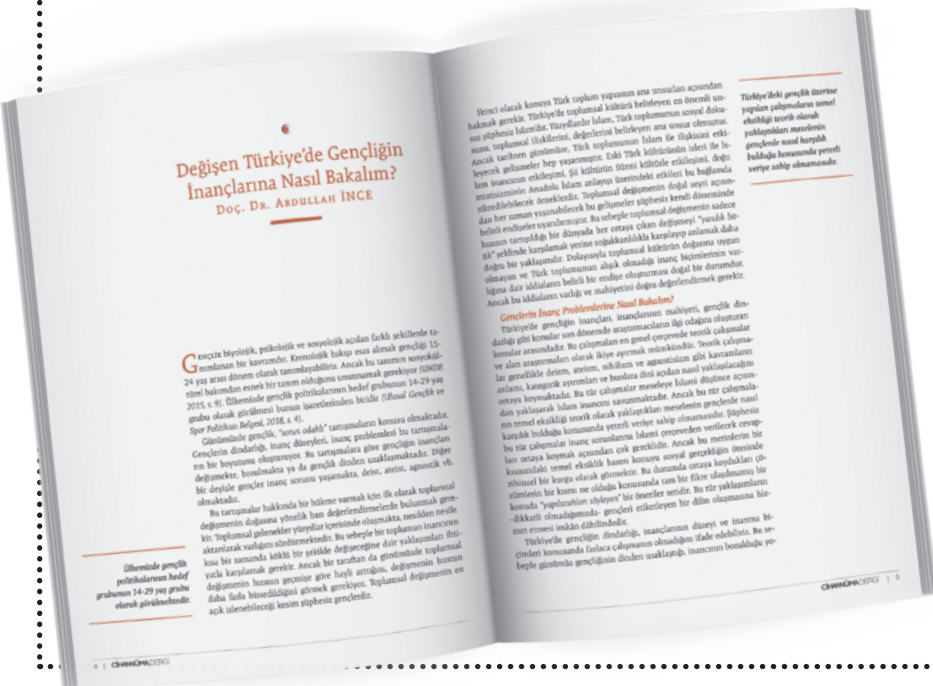 Değişen Türkiye'de Gençliğin
İnançlarına Nasıl Bakalım?
Doç. Dr. Abdullah İNCE
Gençlik biyolojik, psikolojik ve sosyolojik açıdan farklı şekillerde ta-
nımlanan bir kavramdır. Kronolojik bakışı esas alırsak gençliği 15-
24 yaş arası dönem olarak tanımlayabiliriz. Ancak bu tanımın sosyokül-
türel bakımdan esnek bir tanım olduğunu unutmamak gerekiyor (UNDP,
2015, s. 9). Ülkemizde gençlik politikalarının hedef grubunun 14-29 yaş
grubu olarak görülmesi bunun işaretlerinden biridir (Ulusal Gençlik ve
Spor Politikası Belgesi, 2018, s. 4).
Günümüzde gençlik, "sorun odaklı" tartışmaların konusu olmaktadır.
Gençlerin dindarlığı, inanç düzeyleri, inanç problemleri bu tartışmala-
rın bir boyutunu oluşturuyor. Bu tartışmalara göre gençliğin inançları
değişmekte, bozulmakta ya da gençlik dinden uzaklaşmaktadır. Diğer
bir deyişle gençler inanç sorunu yaşamakta, deist, ateist, agnostik vb.
olmaktadır.
Bu tartışmalar hakkında bir hükme varmak için ilk olarak toplumsal
değişmenin doğasına yönelik bazı değerlendirmelerde bulunmak gere-
kir. Toplumsal gelenekler yüzyıllar içerisinde oluşmakta, nesilden nesile
aktarılarak varlığını sürdürmektedir. Bu sebeple bir toplumun inancının
kısa bir zamanda köklü bir şekilde değişeceğine dair yaklaşımları ihti-
yatla karşılamak gerekir. Ancak bir taraftan da günümüzde toplumsal
değişmenin hızının geçmişe göre hayli arttığını, değişmenin hızının
daha fazla hissedildiğini görmek gerekiyor. Toplumsal değişmenin en
açık izlenebileceği kesim şüphesiz gençlerdir.
Ülkemizde gençlik
politikalarının hedef
grubunun 14-29 yaş grubu
olarak görülmektedir.
4 | CİHANNÜMA DERGİ
İkinci olarak konuya Türk toplum yapısının ana unsurları açısından
bakmak gerekir. Türkiye'de toplumsal kültürü belirleyen en önemli un-
sur şüphesiz İslam'dır. Yüzyıllardır İslam, Türk toplumunun sosyal doku-
sunu, toplumsal ilişkilerini, değerlerini belirleyen ana unsur olmuştur.
Ancak tarihten günümüze, Türk toplumunun İslam ile ilişkisini etki-
leyecek gelişmeler hep yaşanmıştır. Eski Türk kültürünün izleri ile İs-
lam inancının etkileşimi, Şii kültürün Sünni kültürle etkileşimi, doğu
mistisizminin Anadolu İslam anlayışı üzerindeki etkileri bu bağlamda
zikredilebilecek örneklerdir. Toplumsal değişmenin doğal seyri açısın-
dan her zaman yaşanabilecek bu gelişmeler şüphesiz kendi döneminde
belirli endişeler uyandırmıştır. Bu sebeple toplumsal değişmenin sadece
hızının tartışıldığı bir dünyada her ortaya çıkan değişmeyi "yandık bit-
tik" şeklinde karşılamak yerine soğukkanlılıkla karşılayıp anlamak daha
doğru bir yaklaşımdır. Dolayısıyla toplumsal kültürün doğasına uygun
olmayan ve Türk toplumunun alışık olmadığı inanç biçimlerinin var-
lığına dair iddiaların belirli bir endişe oluşturması doğal bir durumdur.
Ancak bu iddiaların varlığı ve mahiyetini doğru değerlendirmek gerekir.
Gençlerin İnanç Problemlerine Nasıl Bakalım?
Türkiye'de gençliğin inançları, inançlarının mahiyeti, gençlik din-
darlığı gibi konular son dönemde araştırmacıların ilgi odağını oluşturan
konular arasındadır. Bu çalışmaları en genel çerçevede teorik çalışmalar
ve alan araştırmaları olarak ikiye ayırmak mümkündür. Teorik çalışma-
lar genellikle deizm, ateizm, nihilizm ve agnostisizm gibi kavramların
anlamı, kategorik ayrımları ve bunlara dini açıdan nasıl yaklaşılacağını
ortaya koymaktadır. Bu tür çalışmalar meseleye İslami düşünce açısın-
dan yaklaşarak İslam inancını savunmaktadır. Ancak bu tür çalışmala-
rın temel eksikliği teorik olarak yaklaştıkları meselenin gençlerde nasıl
karşılık bulduğu konusunda yeterli veriye sahip olmamasıdır. Şüphesiz
bu tür çalışmalar inanç sorunlarına İslami çerçeveden verilecek cevap-
ları ortaya koymak açısından çok gereklidir. Ancak bu metinlerin bir
kısmındaki temel eksiklik bazen konuyu sosyal gerçekliğin ötesinde
zihinsel bir kurgu olarak görmektir. Bu durumda ortaya koydukları çö-
zümlerin bir kısmı ne olduğu konusunda tam bir fikre ulaşılmamış bir
konuda "yapılacakları söyleyen" bir öneriler setidir. Bu tür yaklaşımların
-dikkatli olmadığımızda- gençleri etiketleyen bir dilin oluşmasına hiz-
met etmesi imkân dâhilindedir.
Türkiye'de gençliğin dindarlığı, inançlarının düzeyi ve inanma bi-
çimleri konusunda fazlaca çalışmanın olmadığını ifade edebiliriz. Bu se-
beple günümüz gençliğinin dinden uzaklaştığı, inancının bozulduğu yo-
Türkiye'deki gençlik üzerine
yapılan çalışmaların temel
eksikliği teorik olarak
yaklaştıkları meselenin
gençlerde nasıl karşılık
bulduğu konusunda yeterli
veriye sahip olmamasıdır.
CİHANNÜMA DERGİ | 5